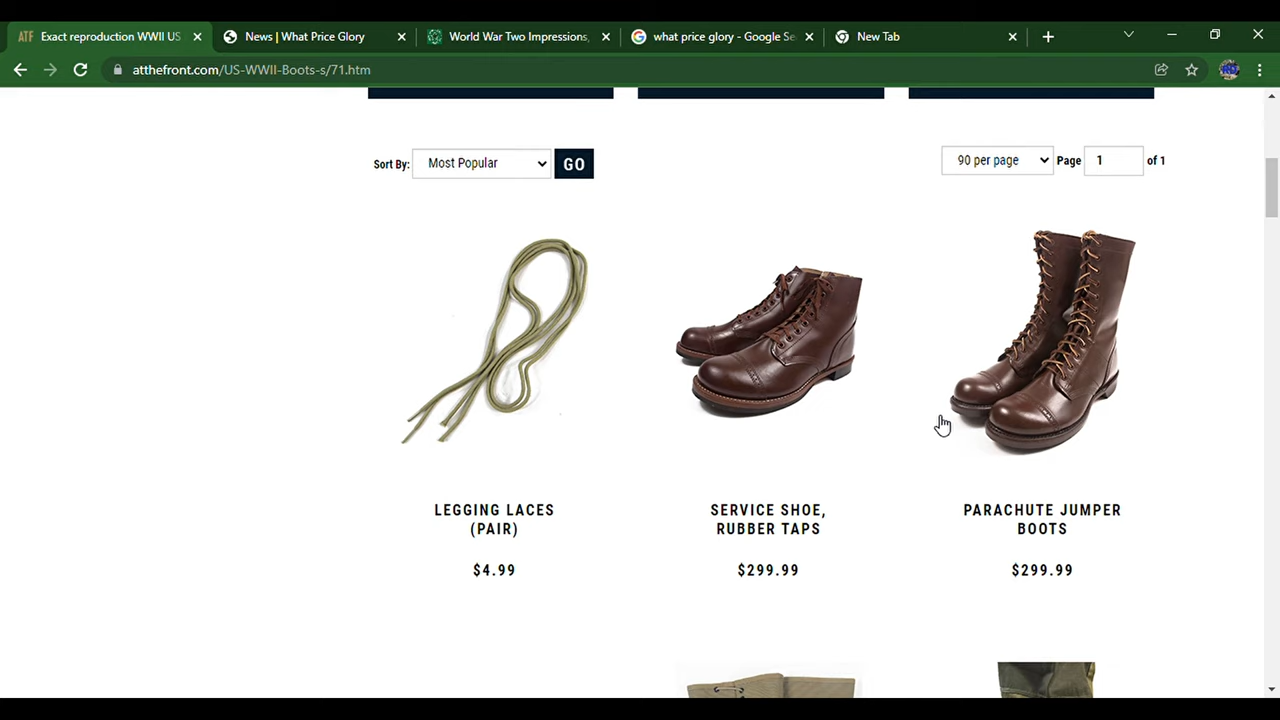 ATF Exact reproduction WWII US
News | What Price Glory
World War Two Impressions,
what price glory - Google Se
New Tab
atthefront.com/US-WWII-Boots-s/71.htm
Sort By: Most Popular GO
90 per page Page 1 of 1
LEGGING LACES
(PAIR)
$4.99
SERVICE SHOE,
RUBBER TAPS
$299.99
PARACHUTE JUMPER
BOOTS
$299.99